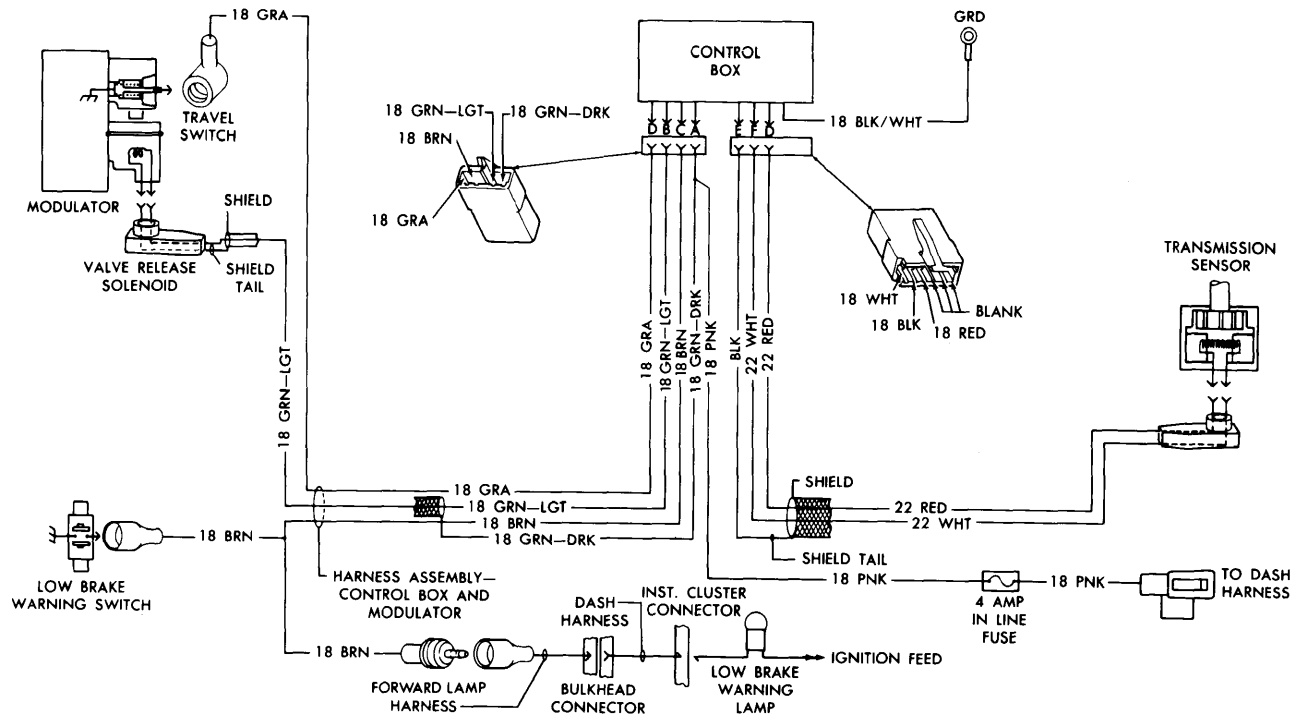 18 GRA
GRD
CONTROL
BOX
18 GRN–LGT
18 GRN–DRK
18 BRN
18 GRA
D B C A
E F D
18 BLK/WHT
TRAVEL
SWITCH
MODULATOR
SHIELD
VALVE RELEASE
SOLENOID
SHIELD
TAIL
TRANSMISSION
SENSOR
18 WHT
18 BLK
18 RED
BLANK
18 GRN–LGT
18 GRA
18 GRN–LGT
18 BRN
18 GRN–DRK
18 PNK
BLK
22 WHT
22 RED
18 GRA
18 GRN–LGT
18 BRN
18 GRN–DRK
SHIELD
22 RED
22 WHT
SHIELD TAIL
18 BRN
LOW BRAKE
WARNING SWITCH
HARNESS ASSEMBLY–
CONTROL BOX AND
MODULATOR
18 PNK
4 AMP
IN LINE
FUSE
18 PNK
TO DASH
HARNESS
DASH
HARNESS
INST. CLUSTER
CONNECTOR
18 BRN
FORWARD LAMP
HARNESS
BULKHEAD
CONNECTOR
LOW BRAKE
WARNING
LAMP
IGNITION FEED